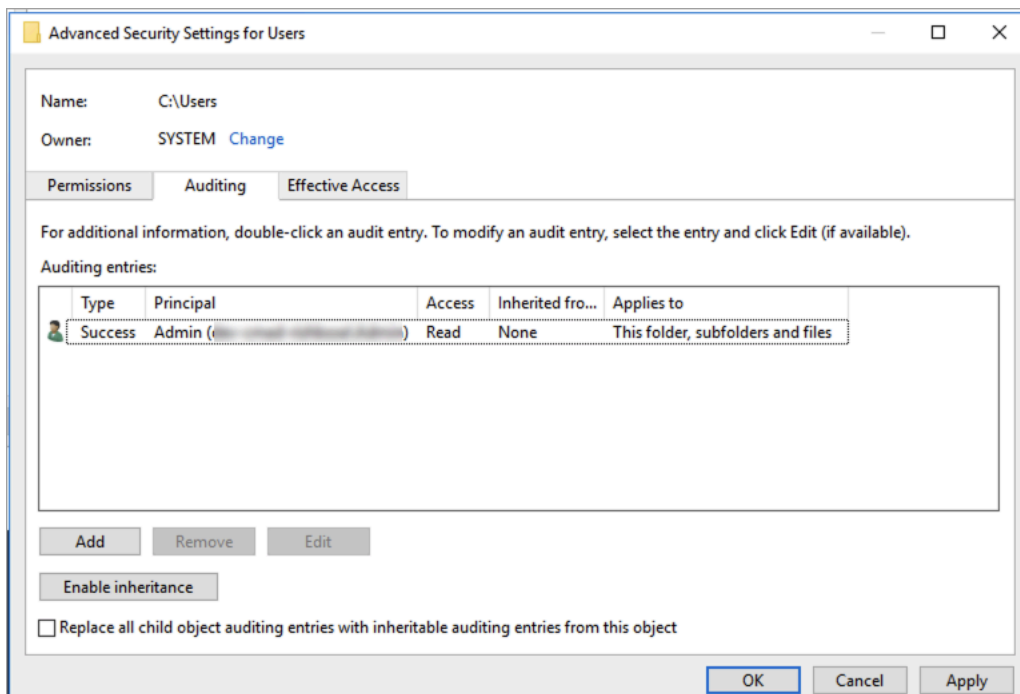 Advanced Security Settings for Users
Name: C:\Users
Owner: SYSTEM Change
Permissions Auditing Effective Access
For additional information, double-click an audit entry. To modify an audit entry, select the entry and click Edit (if available).
Auditing entries:
Type Principal Access Inherited fro... Applies to
Success Admin ( ) Read None This folder, subfolders and files
Add Remove Edit
Enable inheritance
Replace all child object auditing entries with inheritable auditing entries from this object
OK Cancel Apply